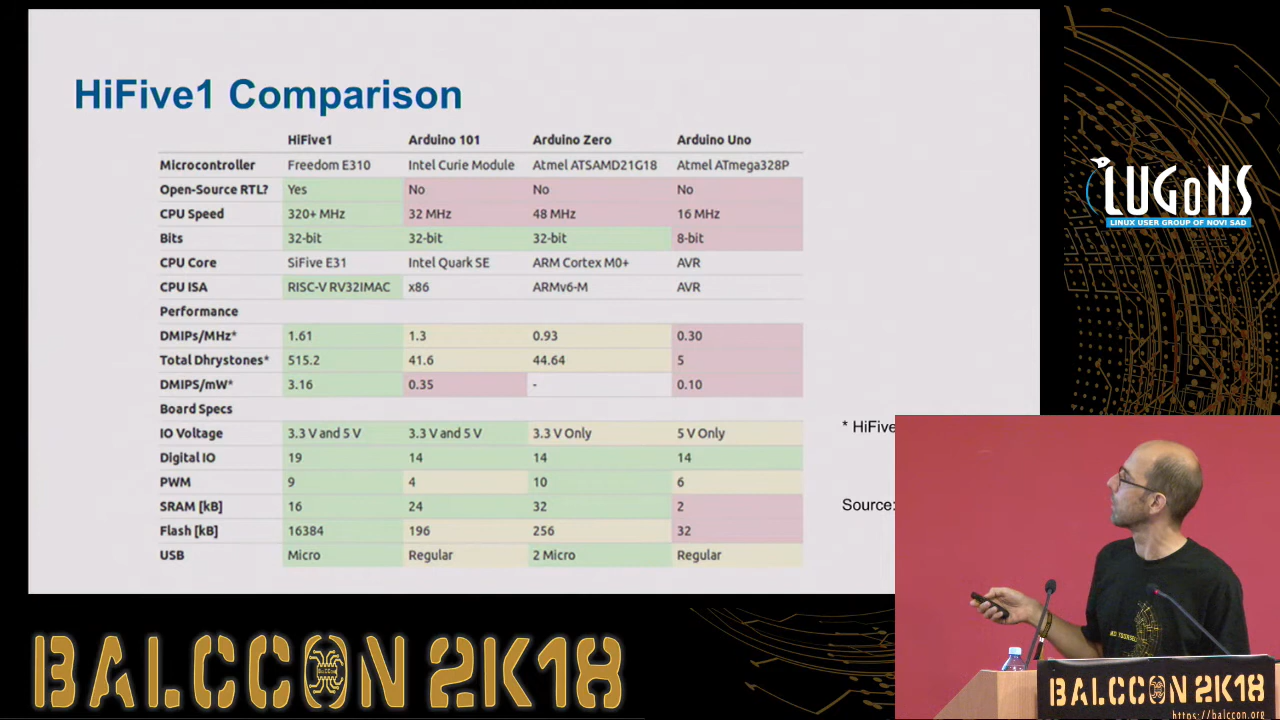 HiFive1 Comparison
HiFive1 Arduino 101 Arduino Zero Arduino Uno
Microcontroller Freedom E310 Intel Curie Module Atmel ATSAMD21G18 Atmel ATmega328P
Open-Source RTL? Yes No No No
CPU Speed 320+ MHz 32 MHz 48 MHz 16 MHz
Bits 32-bit 32-bit 32-bit 8-bit
CPU Core SiFive E31 Intel Quark SE ARM Cortex M0+ AVR
CPU ISA RISC-V RV32IMAC x86 ARMv6-M AVR
Performance
DMIPs/MHz* 1.61 1.3 0.93 0.30
Total Dhrystones* 515.2 41.6 44.64 5
DMIPS/mW* 3.16 0.35 - 0.10
Board Specs
IO Voltage 3.3 V and 5 V 3.3 V and 5 V 3.3 V Only 5 V Only
Digital IO 19 14 14 14
PWM 9 4 10 6
SRAM [kB] 16 24 32 2
Flash [kB] 16384 196 256 32
USB Micro Regular 2 Micro Regular
* HiFive
Source:
LUGoNS
LINUX USER GROUP OF NOVI SAD
BALCCON 2K18
BALCCON 2K18
https://balccon.org